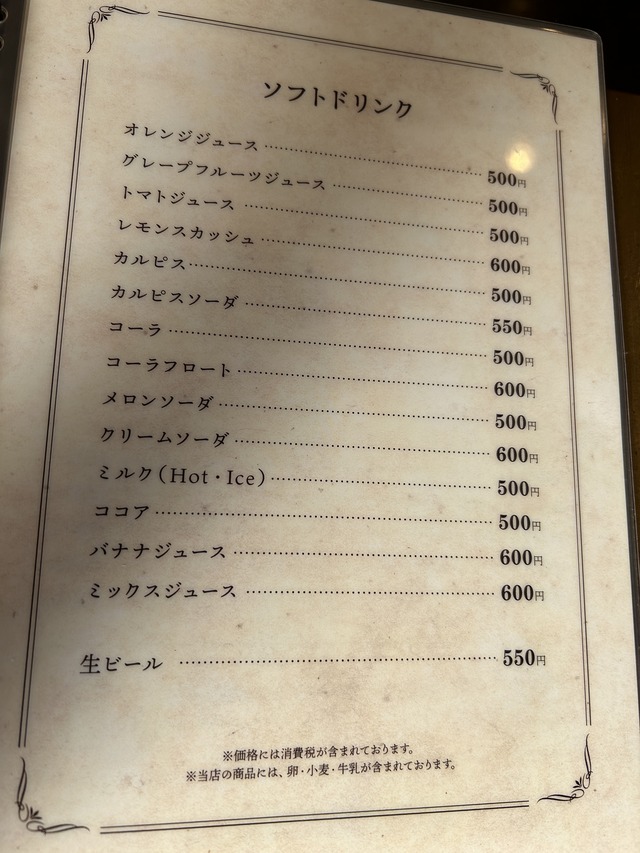 ソフトドリンク
オレンジジュース 500円
グレープフルーツジュース 500円
トマトジュース 500円
レモンスカッシュ 600円
カルピス 500円
カルピスソーダ 550円
コーラ 500円
コーラフロート 600円
メロンソーダ 500円
クリームソーダ 600円
ミルク(Hot・Ice) 500円
ココア 500円
バナナジュース 600円
ミックスジュース 600円
生ビール 550円
※価格には消費税が含まれております。
※当店の商品には、卵・小麦・牛乳が含まれております。